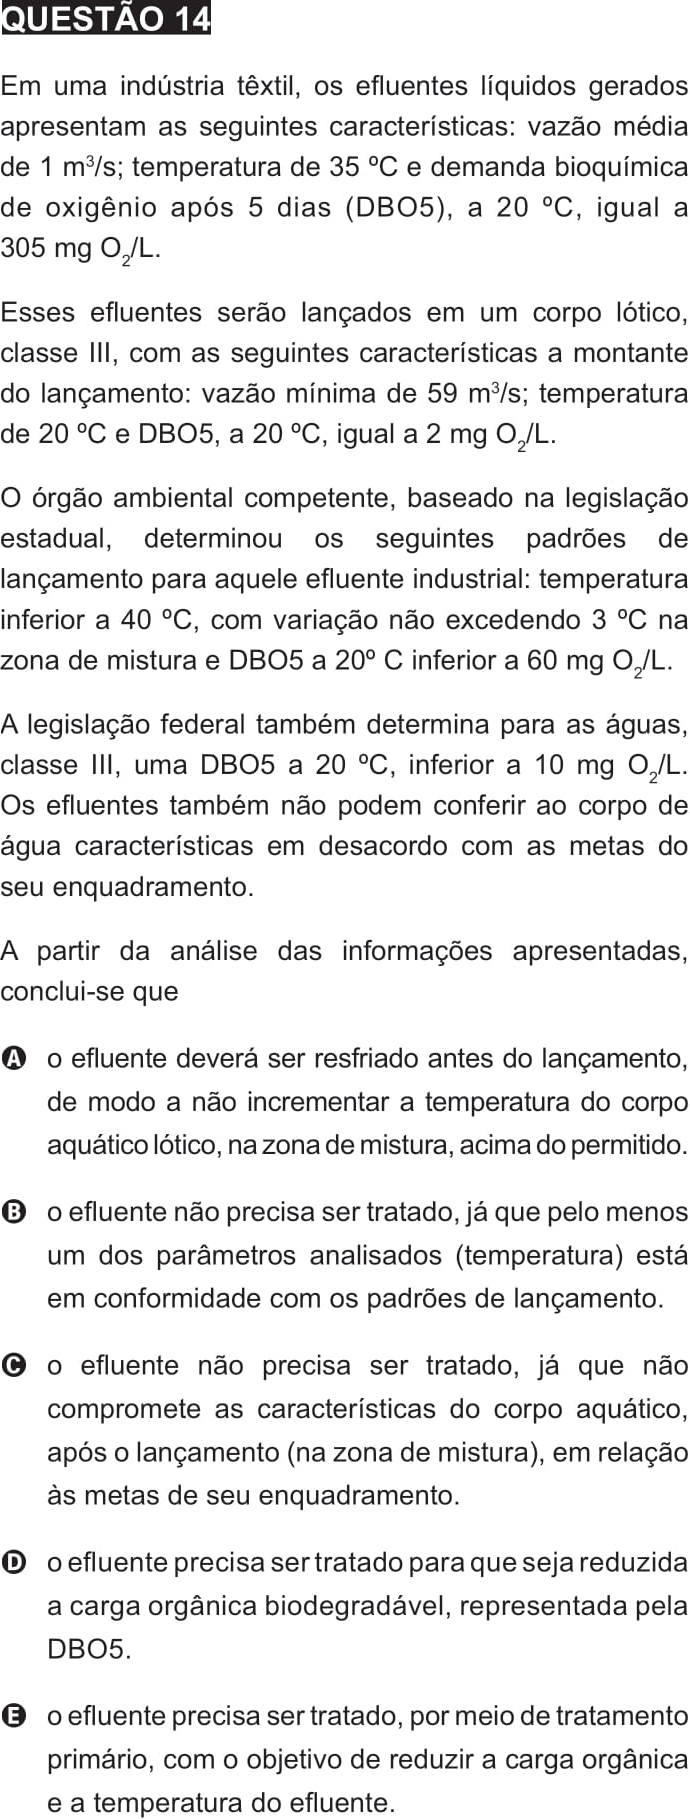 QUESTÃO 14
Em uma indústria têxtil, os efluentes líquidos gerados
apresentam as seguintes características: vazão média
de 1 m³/s; temperatura de 35 ºC e demanda bioquímica
de oxigênio após 5 dias (DBO5), a 20 ºC, igual a
305 mg O₂/L.
Esses efluentes serão lançados em um corpo lótico,
classe III, com as seguintes características a montante
do lançamento: vazão mínima de 59 m³/s; temperatura
de 20 ºC e DBO5, a 20 ºC, igual a 2 mg O₂/L.
O órgão ambiental competente, baseado na legislação
estadual, determinou os seguintes padrões de
lançamento para aquele efluente industrial: temperatura
inferior a 40 ºC, com variação não excedendo 3 ºC na
zona de mistura e DBO5 a 20º C inferior a 60 mg O₂/L.
A legislação federal também determina para as águas,
classe III, uma DBO5 a 20 ºC, inferior a 10 mg O₂/L.
Os efluentes também não podem conferir ao corpo de
água características em desacordo com as metas do
seu enquadramento.
A partir da análise das informações apresentadas,
conclui-se que
A o efluente deverá ser resfriado antes do lançamento,
de modo a não incrementar a temperatura do corpo
aquático lótico, na zona de mistura, acima do permitido.
B o efluente não precisa ser tratado, já que pelo menos
um dos parâmetros analisados (temperatura) está
em conformidade com os padrões de lançamento.
C o efluente não precisa ser tratado, já que não
compromete as características do corpo aquático,
após o lançamento (na zona de mistura), em relação
às metas de seu enquadramento.
D o efluente precisa ser tratado para que seja reduzida
a carga orgânica biodegradável, representada pela
DBO5.
E o efluente precisa ser tratado, por meio de tratamento
primário, com o objetivo de reduzir a carga orgânica
e a temperatura do efluente.